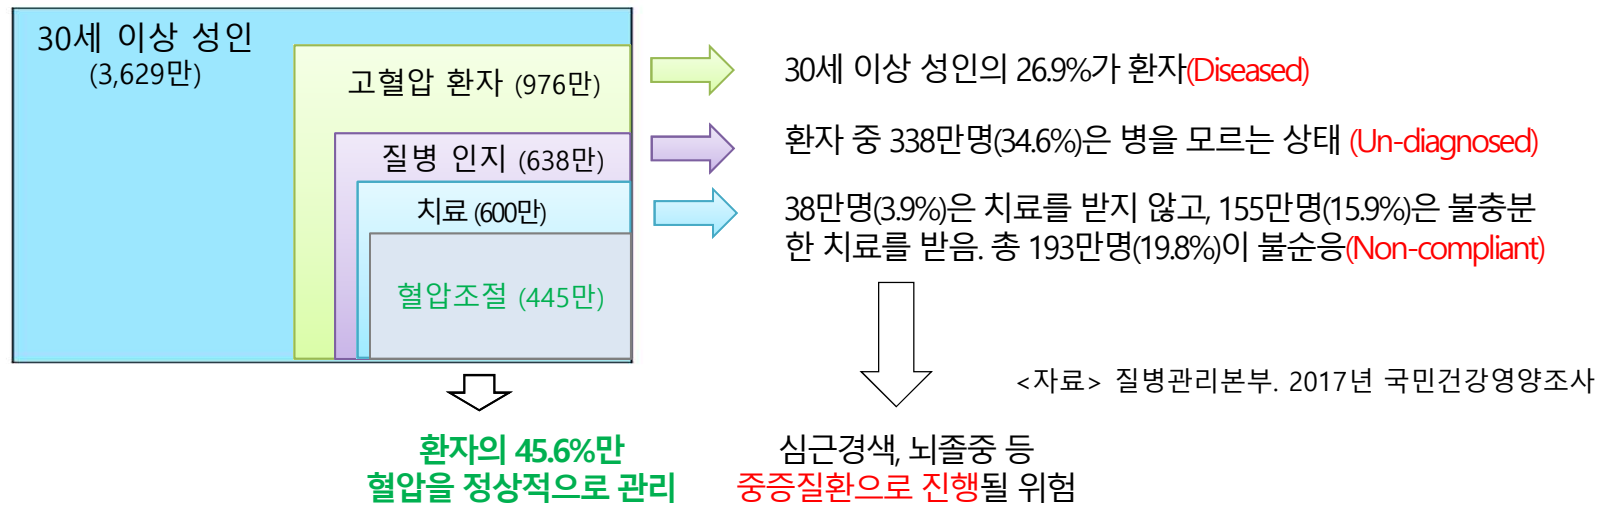 30세 이상 성인
(3,629만)
고혈압 환자 (976만)
질병 인지 (638만)
치료 (600만)
혈압조절 (445만)
30세 이상 성인의 26.9%가 환자(Diseased)
환자 중 338만명(34.6%)은 병을 모르는 상태 (Un-diagnosed)
38만명(3.9%)은 치료를 받지 않고, 155만명(15.9%)은 불충분
한 치료를 받음. 총 193만명(19.8%)이 불순응(Non-compliant)
<자료> 질병관리본부. 2017년 국민건강영양조사
환자의 45.6%만
혈압을 정상적으로 관리
심근경색, 뇌졸중 등
중증질환으로 진행될 위험